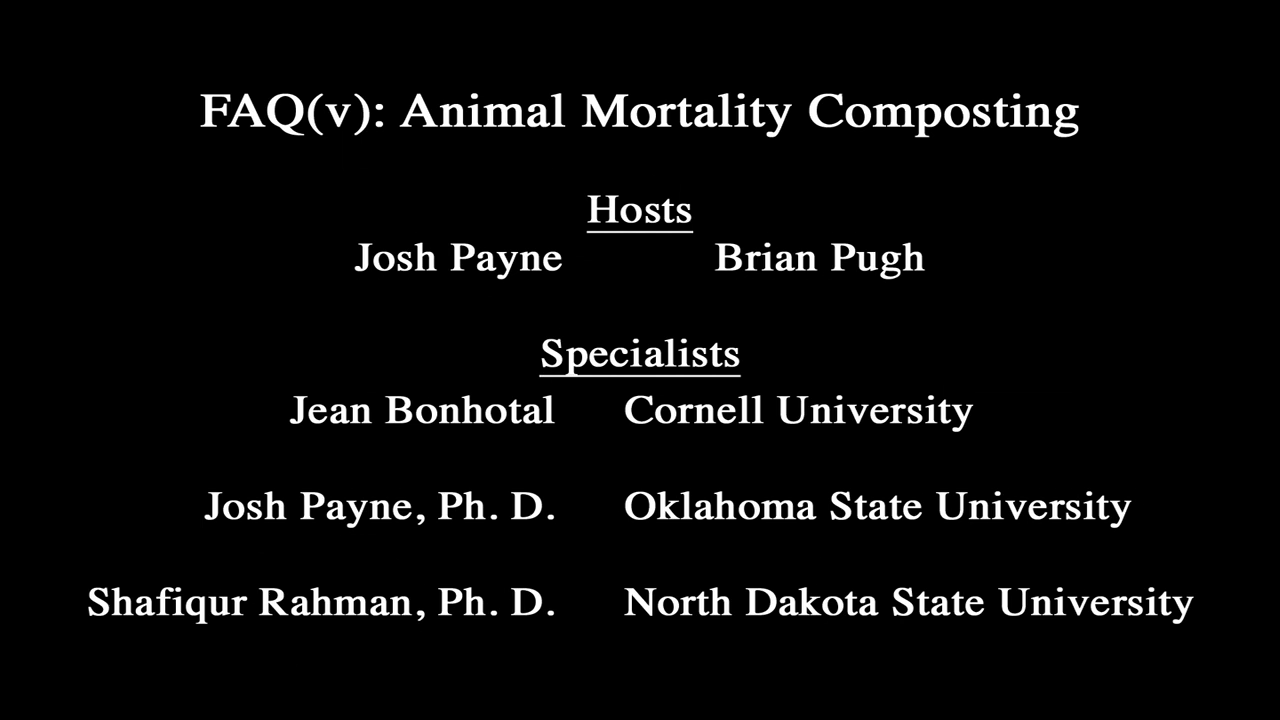 FAQ(v): Animal Mortality Composting
Hosts
Josh Payne Brian Pugh
Specialists
Jean Bonhotal Cornell University
Josh Payne, Ph. D. Oklahoma State University
Shafiqur Rahman, Ph. D. North Dakota State University